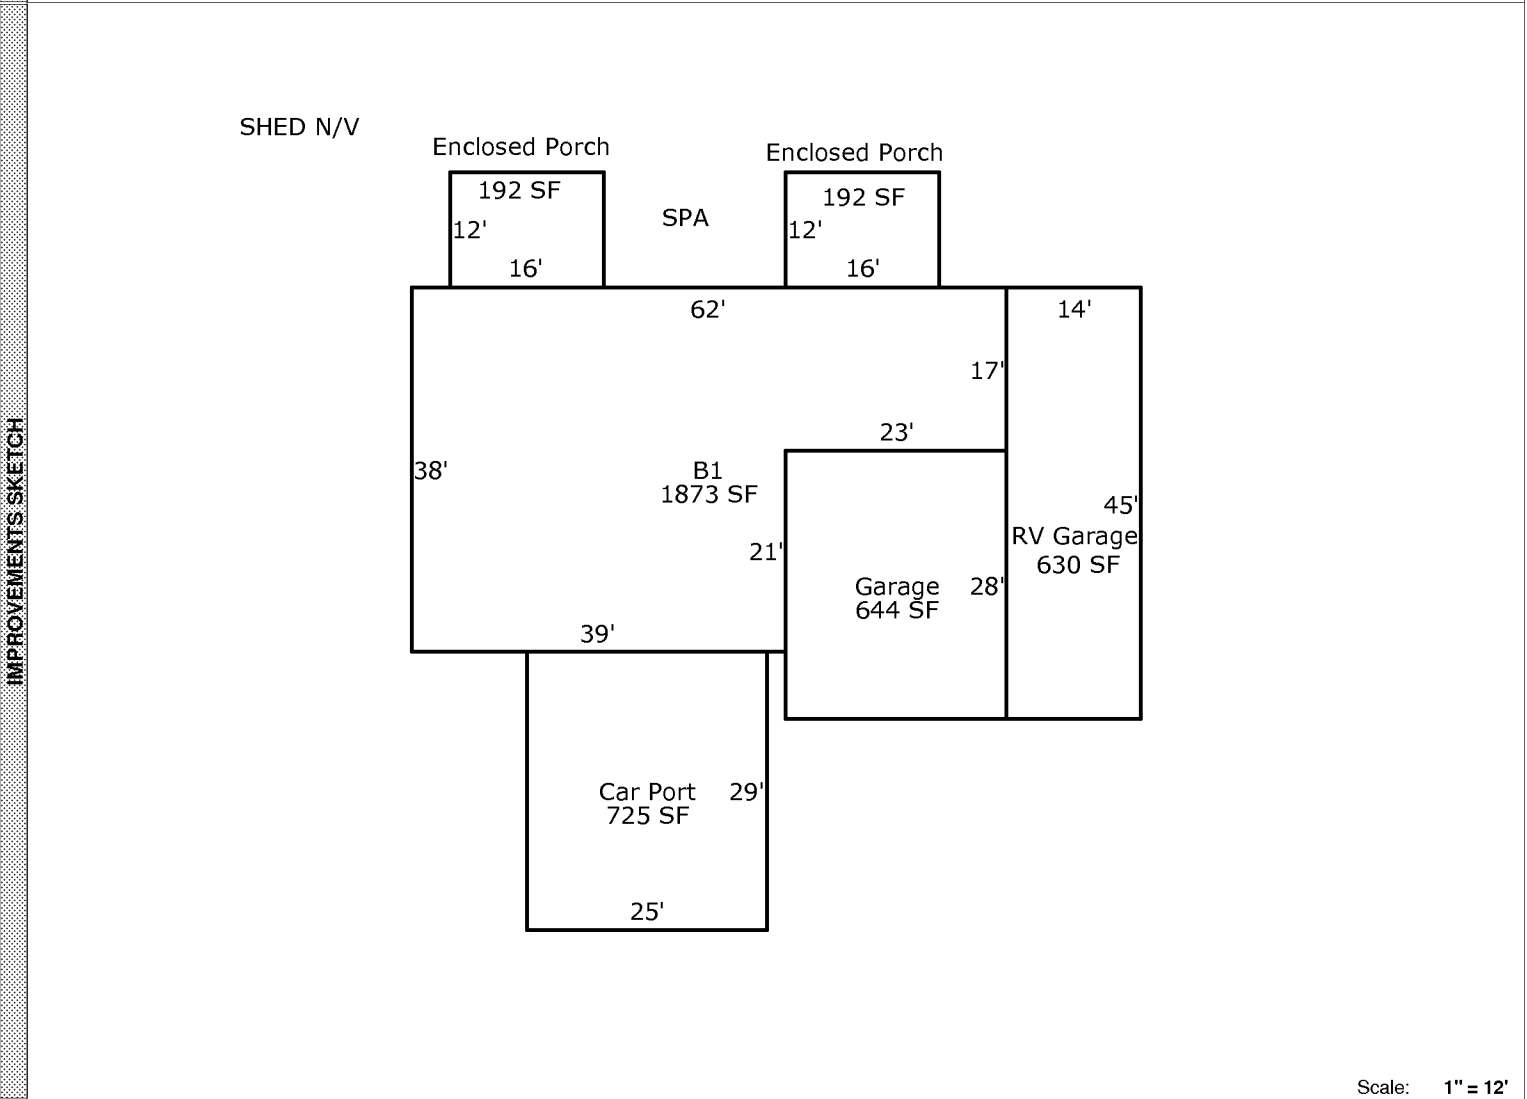 SHED N/V
Enclosed Porch
Enclosed Porch
192 SF
192 SF
SPA
12'
12'
16'
16'
62'
14'
17'
23'
38'
B1
1873 SF
45'
RV Garage
630 SF
21'
Garage
28'
644 SF
39'
Car Port
29'
725 SF
25'
IMPROVEMENTS SKETCH
Scale: 1" = 12'